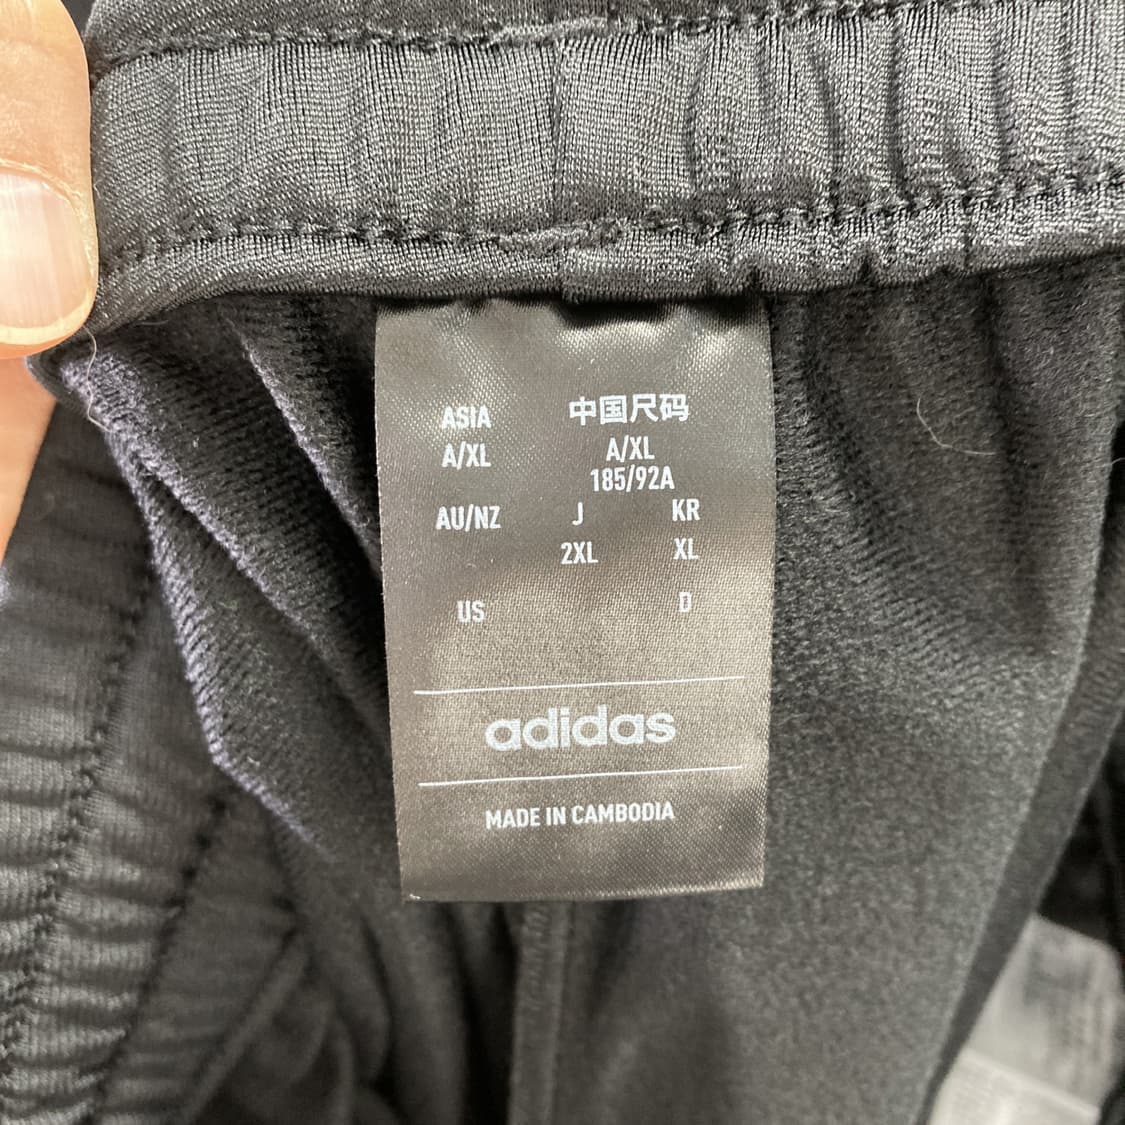 ASIA 中国尺码
A/XL A/XL
185/92A
AU/NZ J KR
2XL XL
US D
adidas
MADE IN CAMBODIA